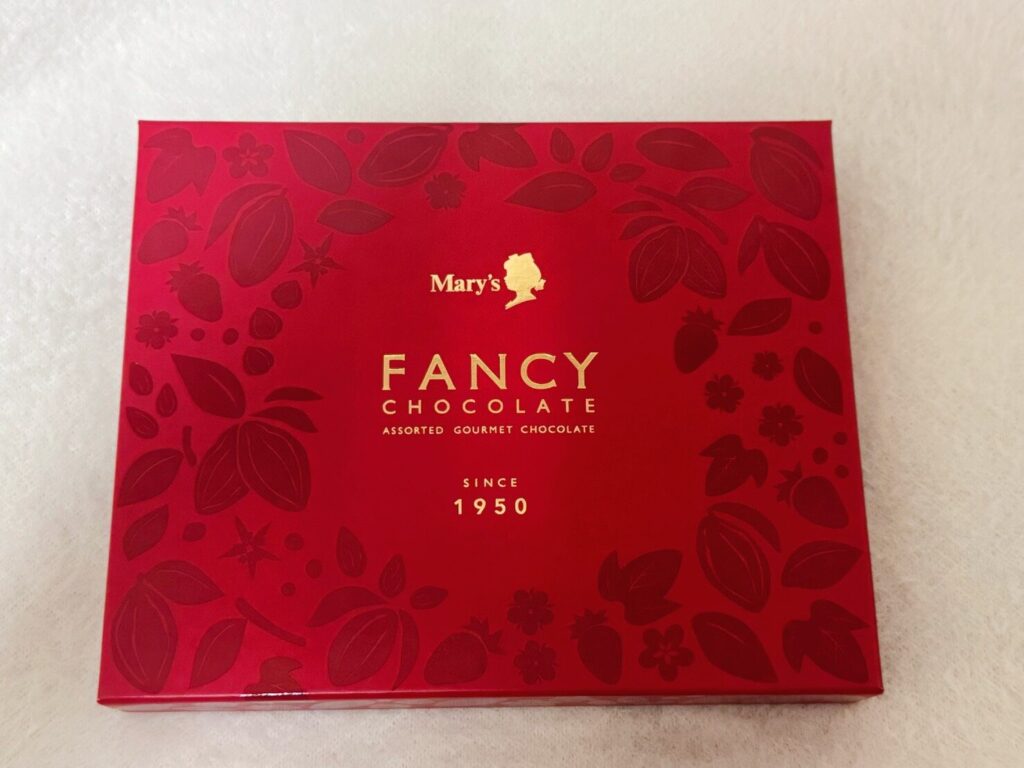 Mary's
FANCY
CHOCOLATE
ASSORTED GOURMET CHOCOLATE
SINCE
1950